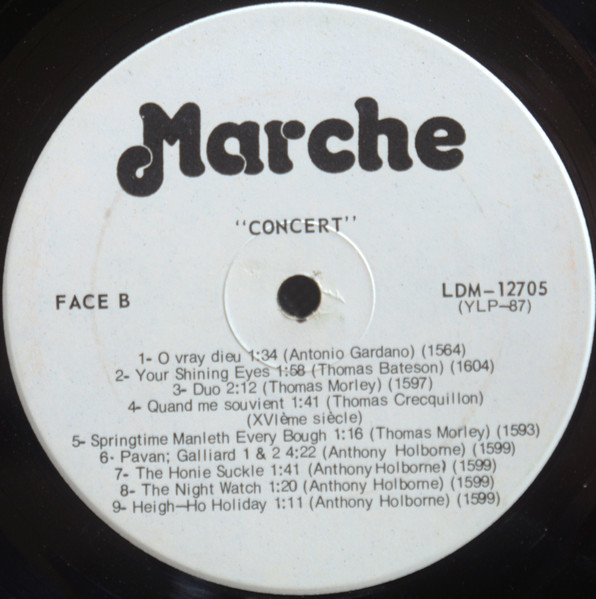 Marche
"CONCERT"
FACE B
LDM-12705
(YLP-87)
1- O vray dieu 1:34 (Antonio Gardano) (1564)
2- Your Shining Eyes 1:58 (Thomas Bateson) (1604)
3- Duo 2:12 (Thomas Morley) (1597)
4- Quand me souvient 1:41 (Thomas Crecquillon)
(XVIème siècle)
5- Springtime Manleth Every Bough 1:16 (Thomas Morley) (1593)
6- Pavan; Galliard 1 & 2 4:22 (Anthony Holborne) (1599)
7- The Honie Suckle 1:41 (Anthony Holborne) (1599)
8- The Night Watch 1:20 (Anthony Holborne) (1599)
9- Heigh-Ho Holiday 1:11 (Anthony Holborne) (1599)